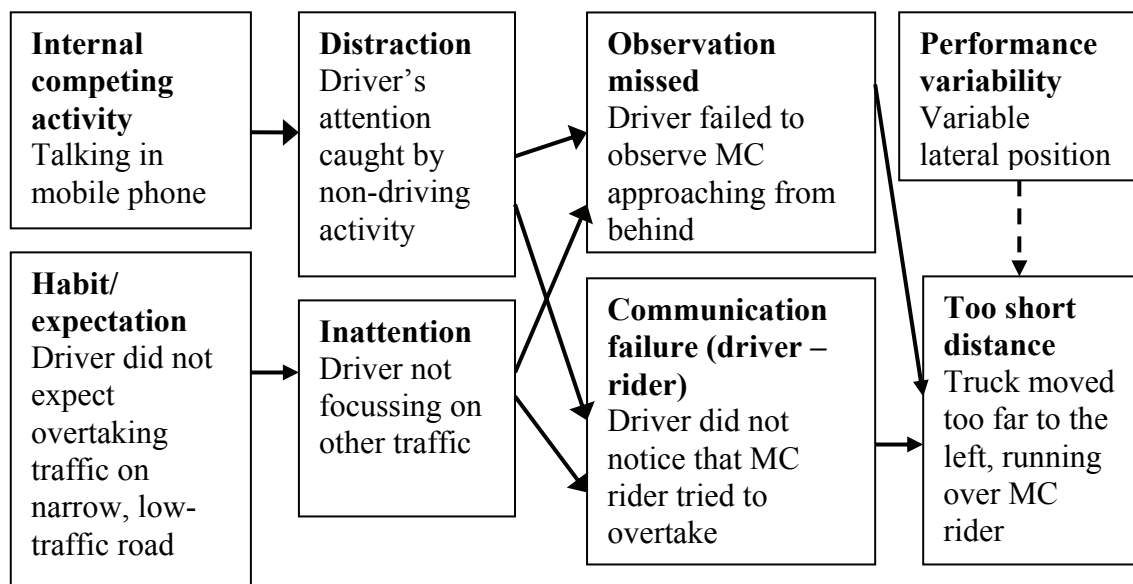 Internal
competing
activity
Talking in
mobile phone
Distraction
Driver’s
attention
caught by
non-driving
activity
Observation
missed
Driver failed to
observe MC
approaching from
behind
Performance
variability
Variable
lateral position
Habit/
expectation
Driver did not
expect
overtaking
traffic on
narrow, low-
traffic road
Inattention
Driver not
focussing on
other traffic
Communication
failure (driver –
rider)
Driver did not
notice that MC
rider tried to
overtake
Too short
distance
Truck moved
too far to the
left, running
over MC
rider